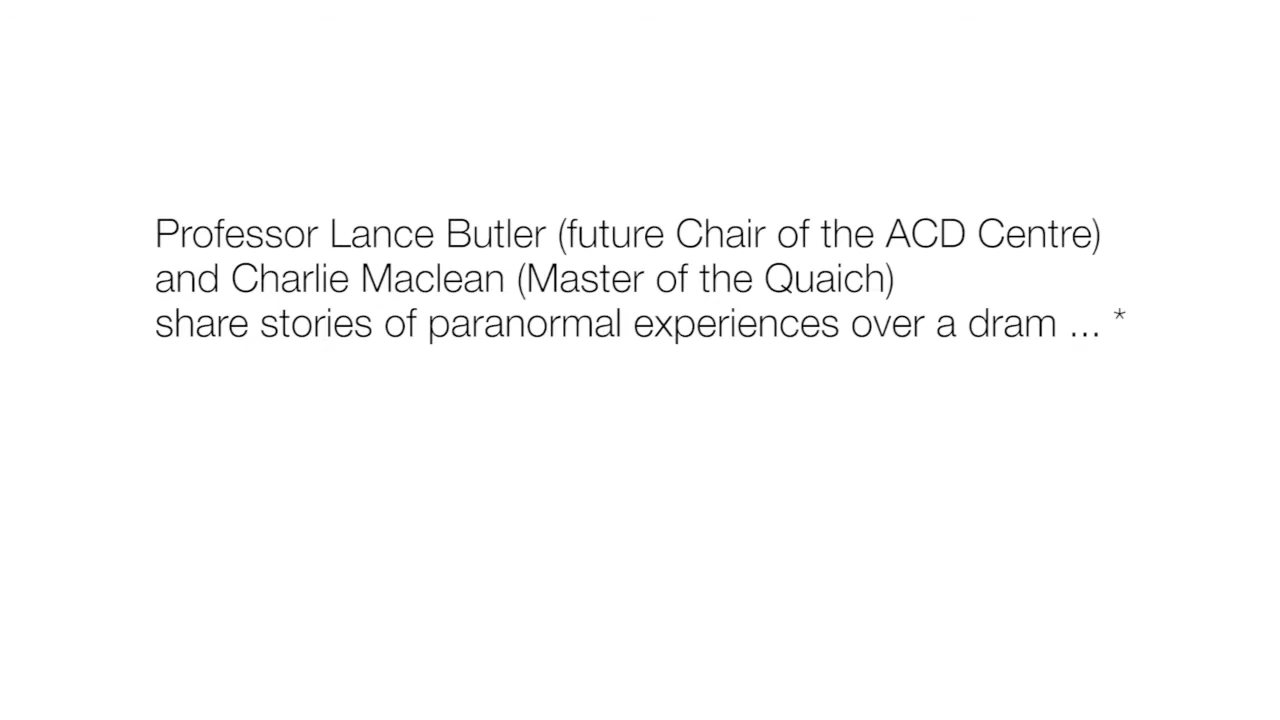 Professor Lance Butler (future Chair of the ACD Centre)
and Charlie Maclean (Master of the Quaich)
share stories of paranormal experiences over a dram ... *